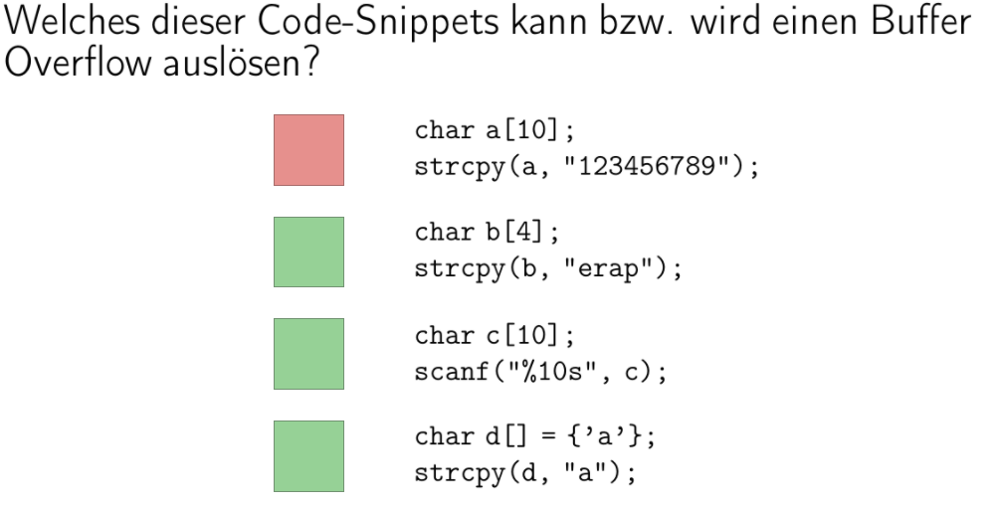 Welches dieser Code-Snippets kann bzw. wird einen Buffer
Overflow auslösen?
char a[10];
strcpy(a, "123456789");
char b[4];
strcpy(b, "erap");
char c[10];
scanf("%10s", c);
char d[] = {’a’};
strcpy(d, "a");